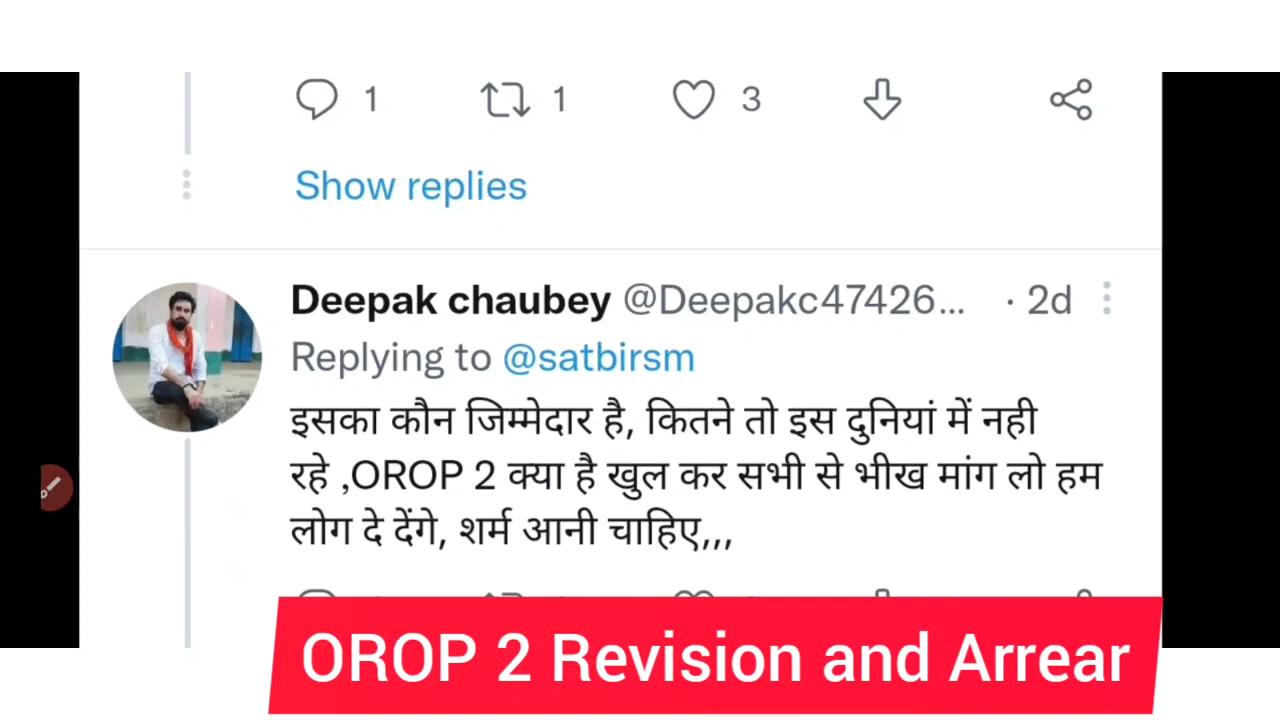 1 1 3
Show replies
Deepak chaubey @Deepakc47426... · 2d
Replying to @satbirsm
इसका कौन जिम्मेदार है, कितने तो इस दुनियां में नही
रहे ,OROP 2 क्या है खुल कर सभी से भीख मांग लो हम
लोग दे देंगे, शर्म आनी चाहिए,,,
OROP 2 Revision and Arrear